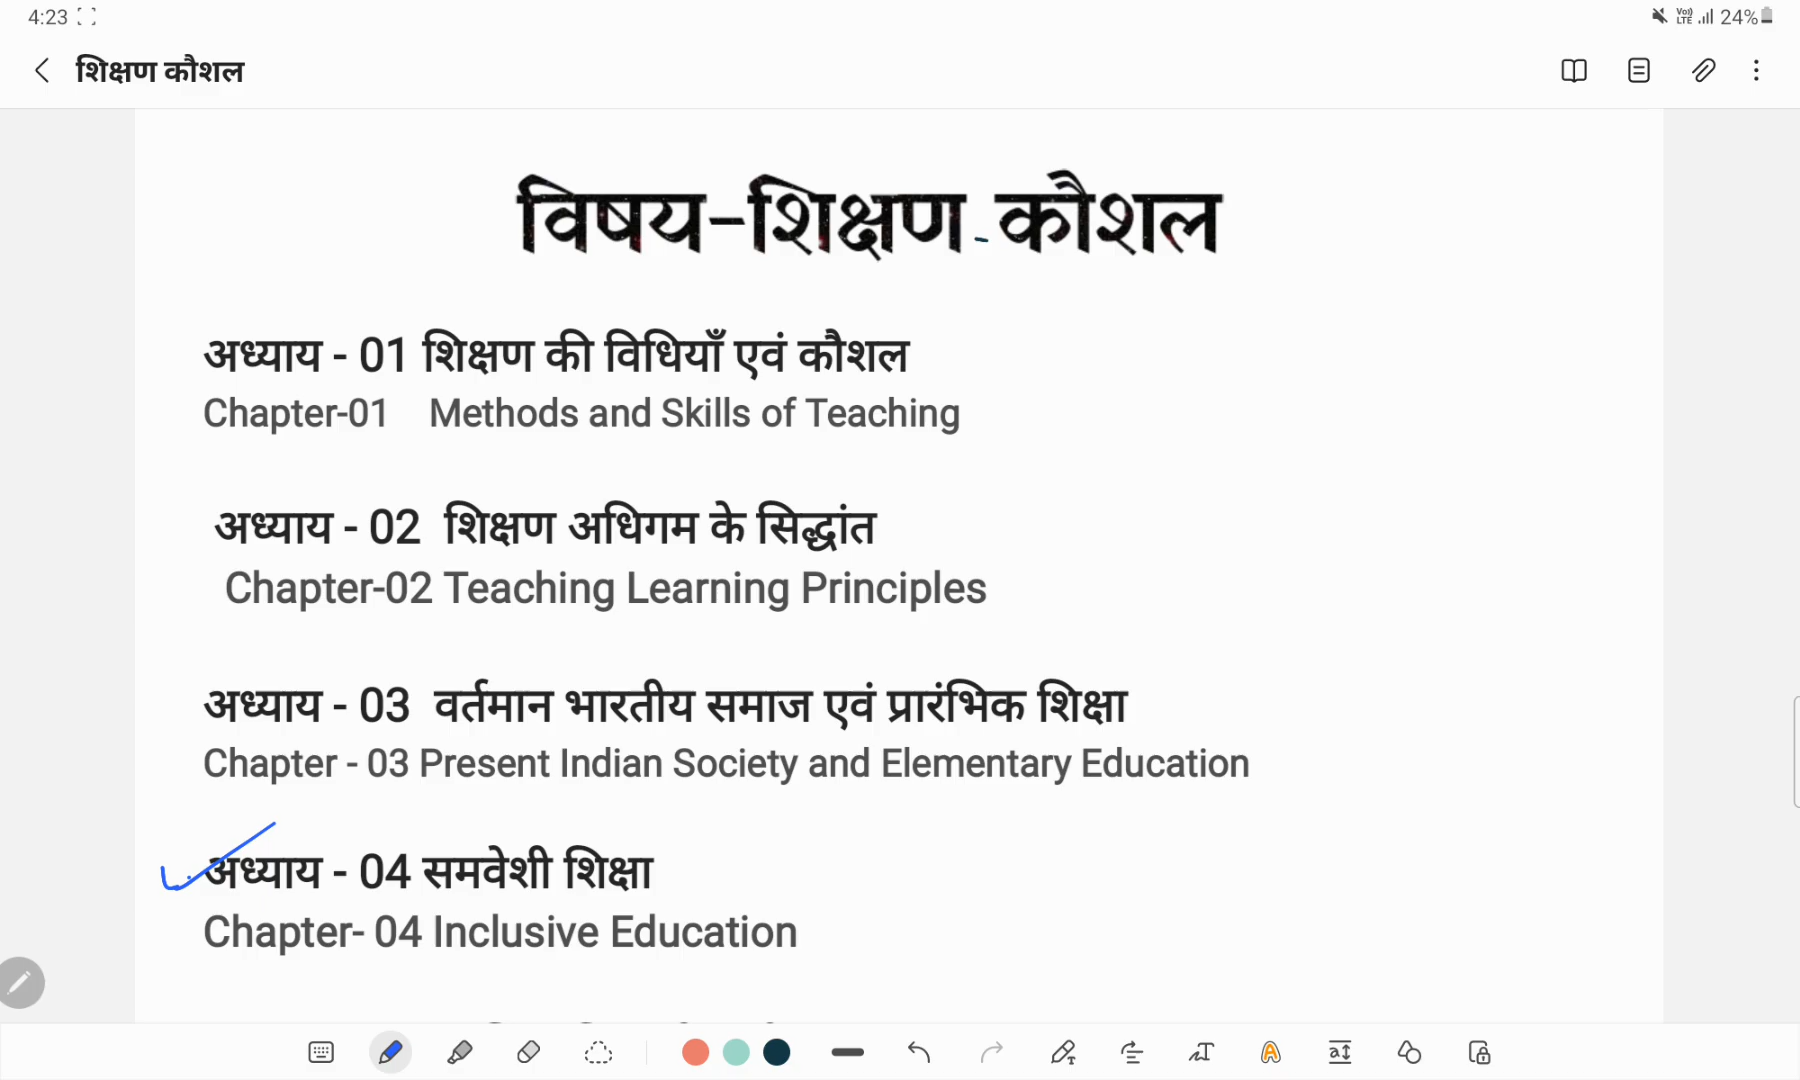 4:23
Vo))
LTE
24%
शिक्षण कौशल
विषय-शिक्षण - कौशल
अध्याय - 01 शिक्षण की विधियाँ एवं कौशल
Chapter-01 Methods and Skills of Teaching
अध्याय - 02 शिक्षण अधिगम के सिद्धांत
Chapter-02 Teaching Learning Principles
अध्याय - 03 वर्तमान भारतीय समाज एवं प्रारंभिक शिक्षा
Chapter - 03 Present Indian Society and Elementary Education
अध्याय - 04 समवेशी शिक्षा
Chapter- 04 Inclusive Education